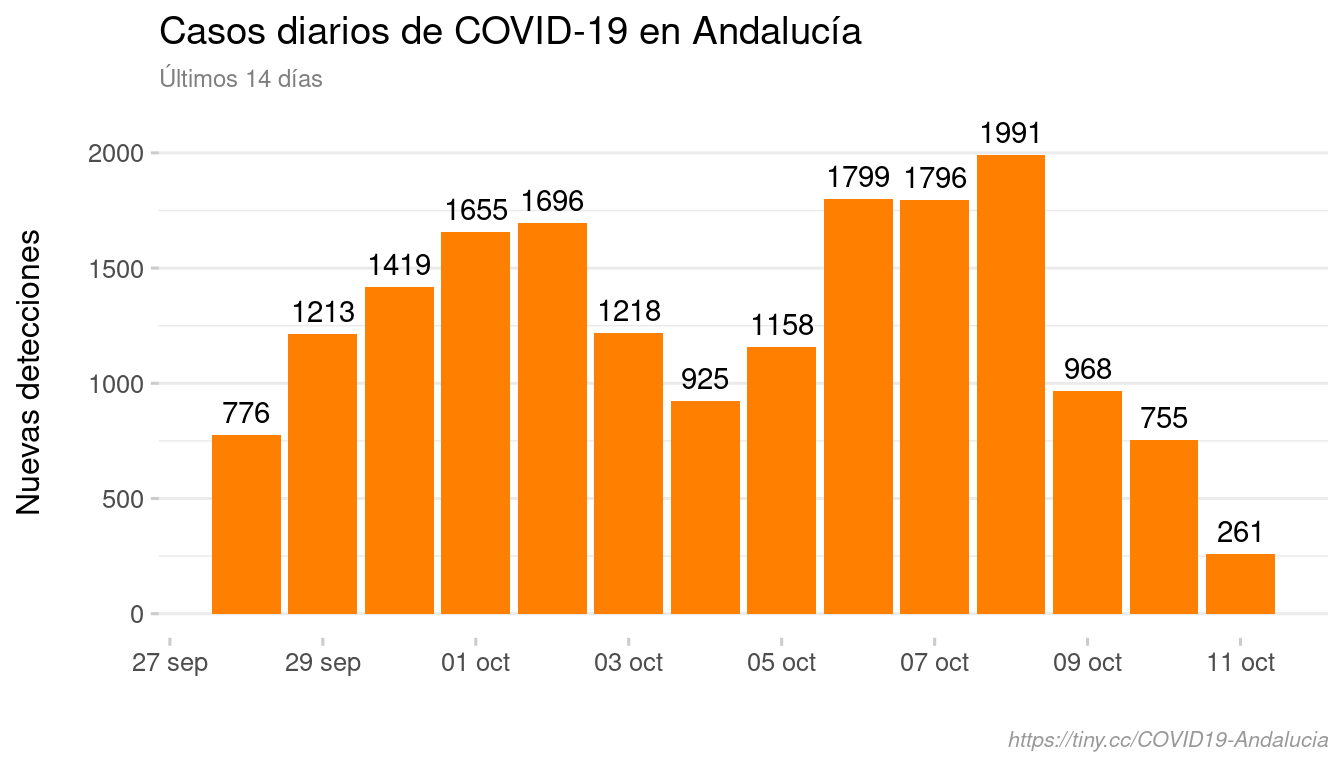 Casos diarios de COVID-19 en Andalucía
Últimos 14 días
Nuevas detecciones
2000
1500
1000
500
0
776
1213
1419
1655
1696
1218
925
1158
1799
1796
1991
968
755
261
27 sep
29 sep
01 oct
03 oct
05 oct
07 oct
09 oct
11 oct
https://tiny.cc/COVID19-Andalucia